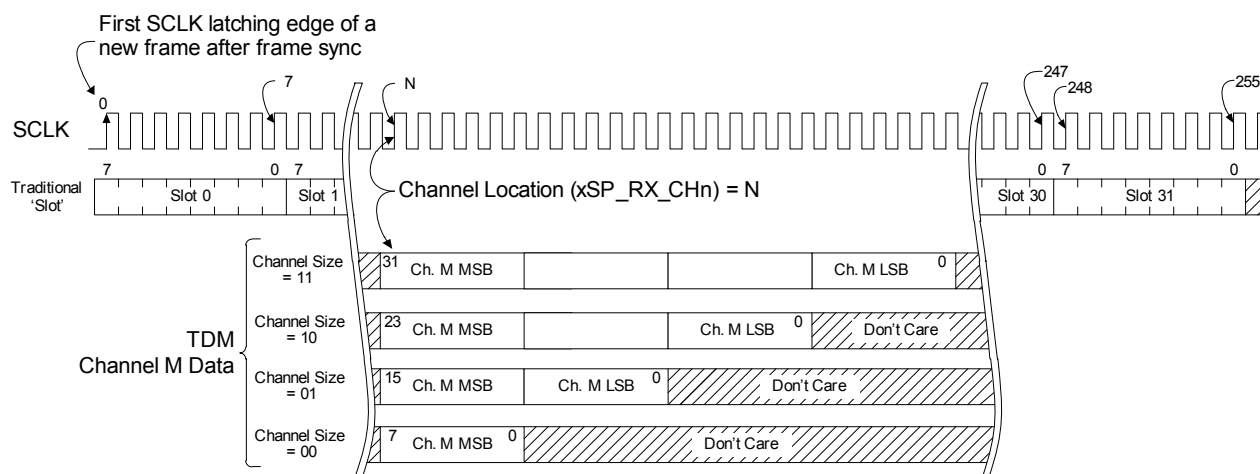 First SCLK latching edge of a
new frame after frame sync
0
7
N
247
248
255
SCLK
7 0 7 0 7 0
Traditional
'Slot'
Slot 0 Slot 1 Slot 30 Slot 31
Channel Location (xSP_RX_CHn) = N
Channel Size
= 11
31 Ch. M MSB Ch. M LSB 0
TDM
Channel M Data
Channel Size
= 10
23 Ch. M MSB Ch. M LSB 0 Don't Care
Channel Size
= 01
15 Ch. M MSB Ch. M LSB 0 Don't Care
Channel Size
= 00
7 Ch. M MSB 0 Don't Care